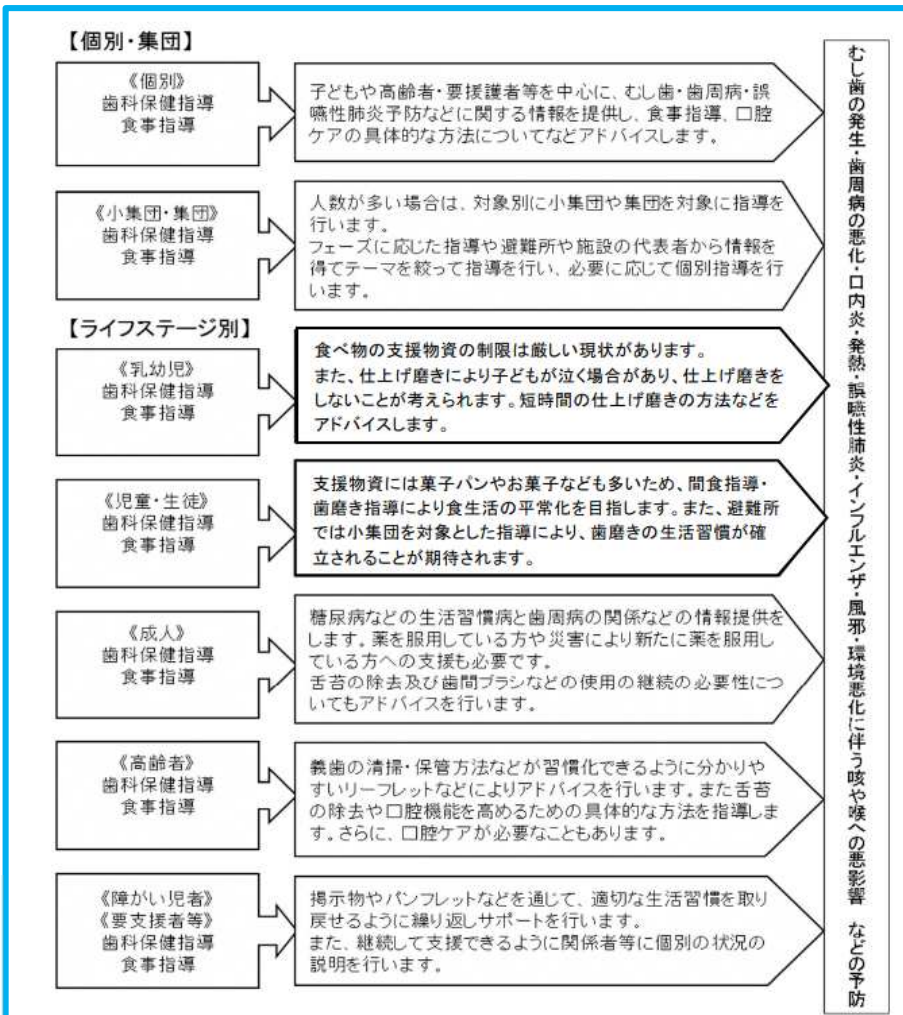 【個別・集団】
《個別》
歯科保健指導
食事指導
子どもや高齢者・要援護者等を中心に、むし歯・歯周病・誤
嚥性肺炎予防などに関する情報を提供し、食事指導、口腔
ケアの具体的な方法についてなどアドバイスします。
《小集団・集団》
歯科保健指導
食事指導
人数が多い場合は、対象別に小集団や集団を対象に指導を
行います。
フェーズに応じた指導や避難所や施設の代表者から情報を
得てテーマを絞って指導を行い、必要に応じて個別指導を行
います。
【ライフステージ別】
《乳幼児》
歯科保健指導
食事指導
食べ物の支援物資の制限は厳しい現状があります。
また、仕上げ磨きにより子どもが泣く場合があり、仕上げ磨きを
しないことが考えられます。短時間の仕上げ磨きの方法などを
アドバイスします。
《児童・生徒》
歯科保健指導
食事指導
支援物資には菓子パンやお菓子なども多いため、間食指導・
歯磨き指導により食生活の平常化を目指します。また、避難所
では小集団を対象とした指導により、歯磨きの生活習慣が確
立されることが期待されます。
《成人》
歯科保健指導
食事指導
糖尿病などの生活習慣病と歯周病の関係などの情報提供を
します。薬を服用している方や災害により新たに薬を服用し
ている方への支援も必要です。
舌苔の除去及び歯間ブラシなどの使用の継続の必要性につ
いてもアドバイスを行います。
《高齢者》
歯科保健指導
食事指導
義歯の清掃・保管方法などが習慣化できるように分かりや
すいリーフレットなどによりアドバイスを行います。また舌苔
の除去や口腔機能を高めるための具体的な方法を指導しま
す。さらに、口腔ケアが必要なこともあります。
《障がい児者》
《要支援者等》
歯科保健指導
食事指導
掲示物やパンフレットなどを通じて、適切な生活習慣を取り
戻せるように繰り返しサポートを行います。
また、継続して支援できるように関係者等に個別の状況の
説明を行います。
むし歯の発生・歯周病の悪化・口内炎・発熱・誤嚥性肺炎・インフルエンザ・風邪・環境悪化に伴う咳や喉への悪影響 などの予防